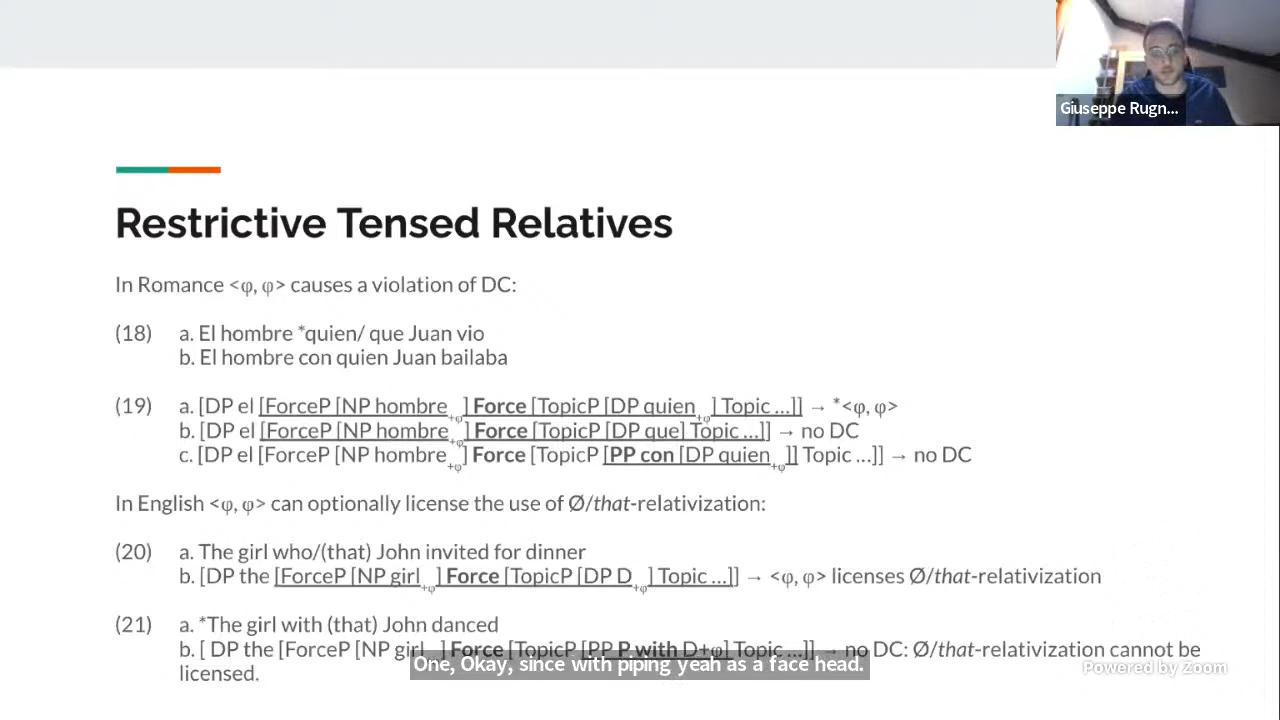 Giuseppe Rugn...
Restrictive Tensed Relatives
In Romance <φ, φ> causes a violation of DC:
(18) a. El hombre *quien/ que Juan vio
b. El hombre con quien Juan bailaba
(19) a. [DP el [ForceP [NP hombre+φ] Force [TopicP [DP quien+φ] Topic ...]] → *<φ, φ>
b. [DP el [ForceP [NP hombre+φ] Force [TopicP [DP que] Topic ...]] → no DC
c. [DP el [ForceP [NP hombre+φ] Force [TopicP [PP con [DP quien+φ]] Topic ...]] → no DC
In English <φ, φ> can optionally license the use of Ø/that-relativization:
(20) a. The girl who/(that) John invited for dinner
b. [DP the [ForceP [NP girl+φ] Force [TopicP [DP D+φ] Topic ...]] → <φ, φ> licenses Ø/that-relativization
(21) a. *The girl with (that) John danced
b. [ DP the [ForceP [NP girl ] Force [TopicP [PP P with D+φ] Topic ...]] → no DC: Ø/that-relativization cannot be
licensed.
One, Okay, since with piping yeah as a face head.
Powered by Zoom